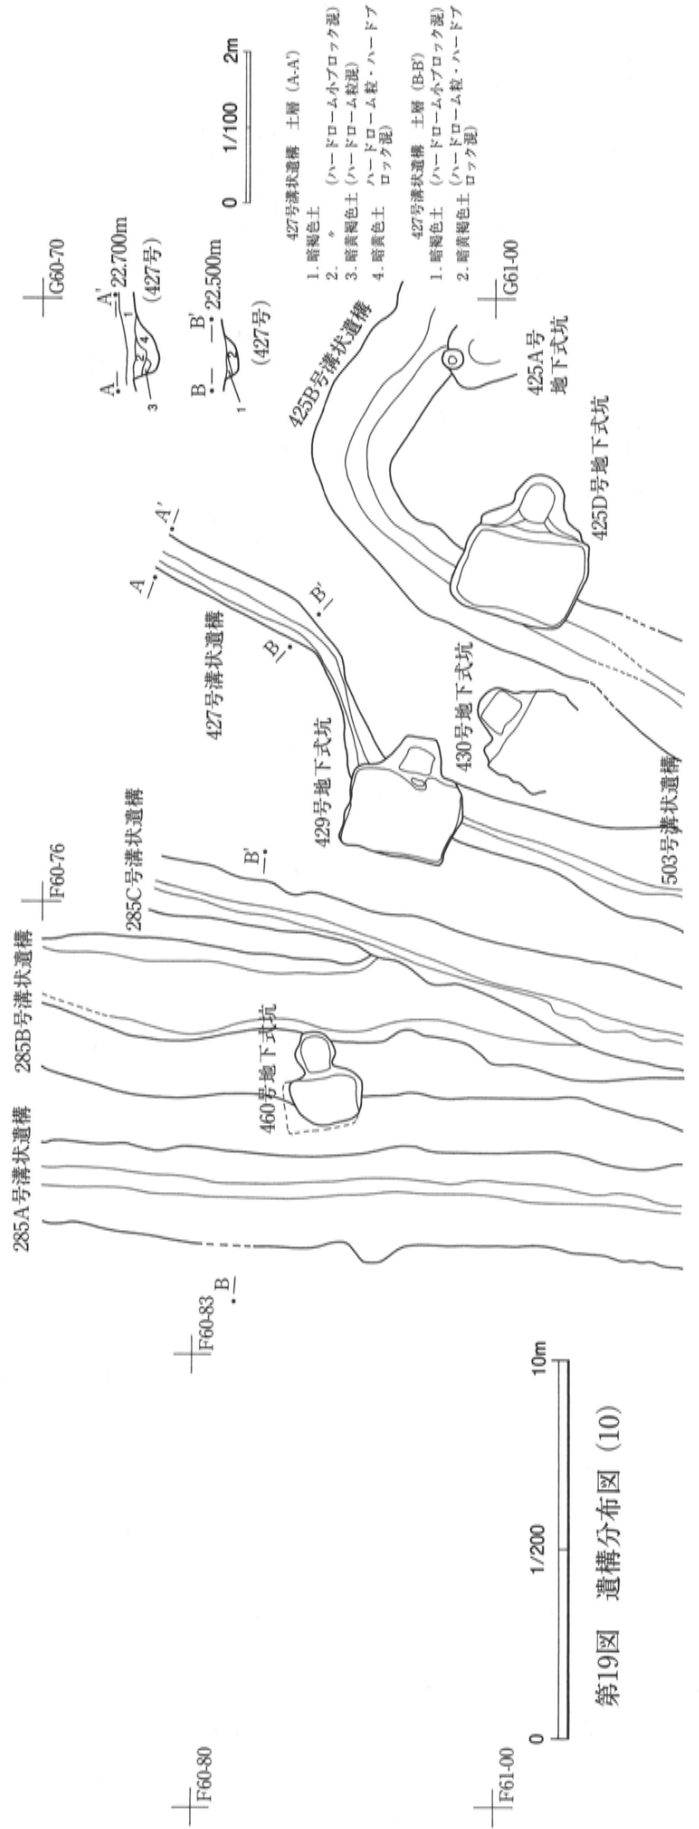 G60-70
A
A'
22.700m
(427号)
1
2
4
3
B
B'
22.500m
(427号)
2
1
0
1/100
2m
427号溝状遺構 土層 (A-A')
1. 暗褐色土
2. 〃 (ハードローム小ブロック混)
3. 暗黄褐色土 (ハードローム粒混)
4. 暗黄色土 ハードローム粒・ハードブ
ロック混)
427号溝状遺構 土層 (B-B')
1. 暗褐色土 (ハードローム小ブロック混)
2. 暗黄褐色土 (ハードローム粒・ハードブ
ロック混)
G61-00
425B号溝状遺構
425A号
地下式坑
425D号地下式坑
A
A'
B
B'
427号溝状遺構
429号地下式坑
430号地下式坑
503号溝状遺構
F60-76
285C号溝状遺構
B'
285B号溝状遺構
460号地下式坑
285A号溝状遺構
B
F60-83
F60-80
F61-00
0
1/200
10m
第19図 遺構分布図 (10)